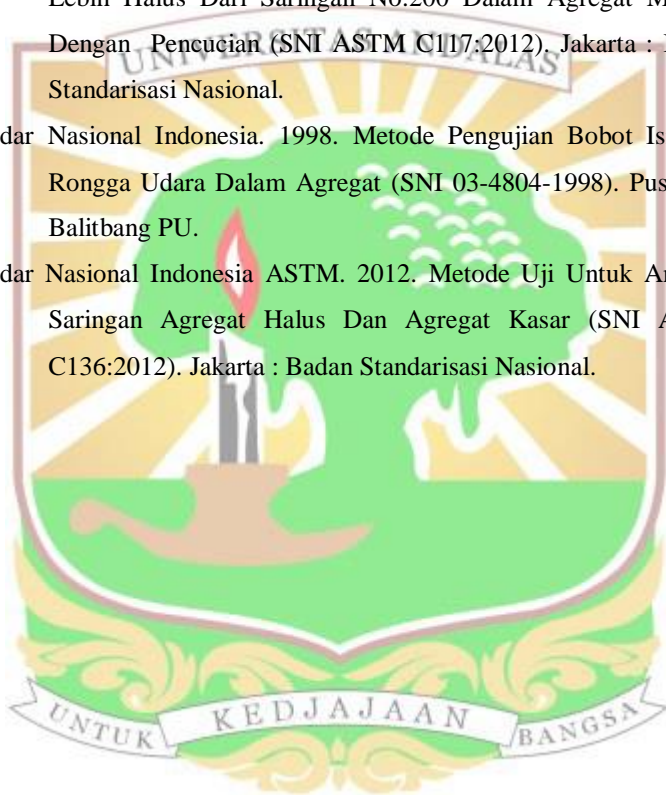 Lebih Halus Dari Saringan No.200 Dalam Agregat
Dengan Pencucian (SNI ASTM C117:2012). Jakarta :
Standarisasi Nasional.
dar Nasional Indonesia. 1998. Metode Pengujian Bobot Is
Rongga Udara Dalam Agregat (SNI 03-4804-1998). Pus
Balitbang PU.
dar Nasional Indonesia ASTM. 2012. Metode Uji Untuk
Saringan Agregat Halus Dan Agregat Kasar (SNI
C136:2012). Jakarta : Badan Standarisasi Nasional.
UNIVERSITAS ANDALAS
UNTUK KEDJAJAAN BANGSA